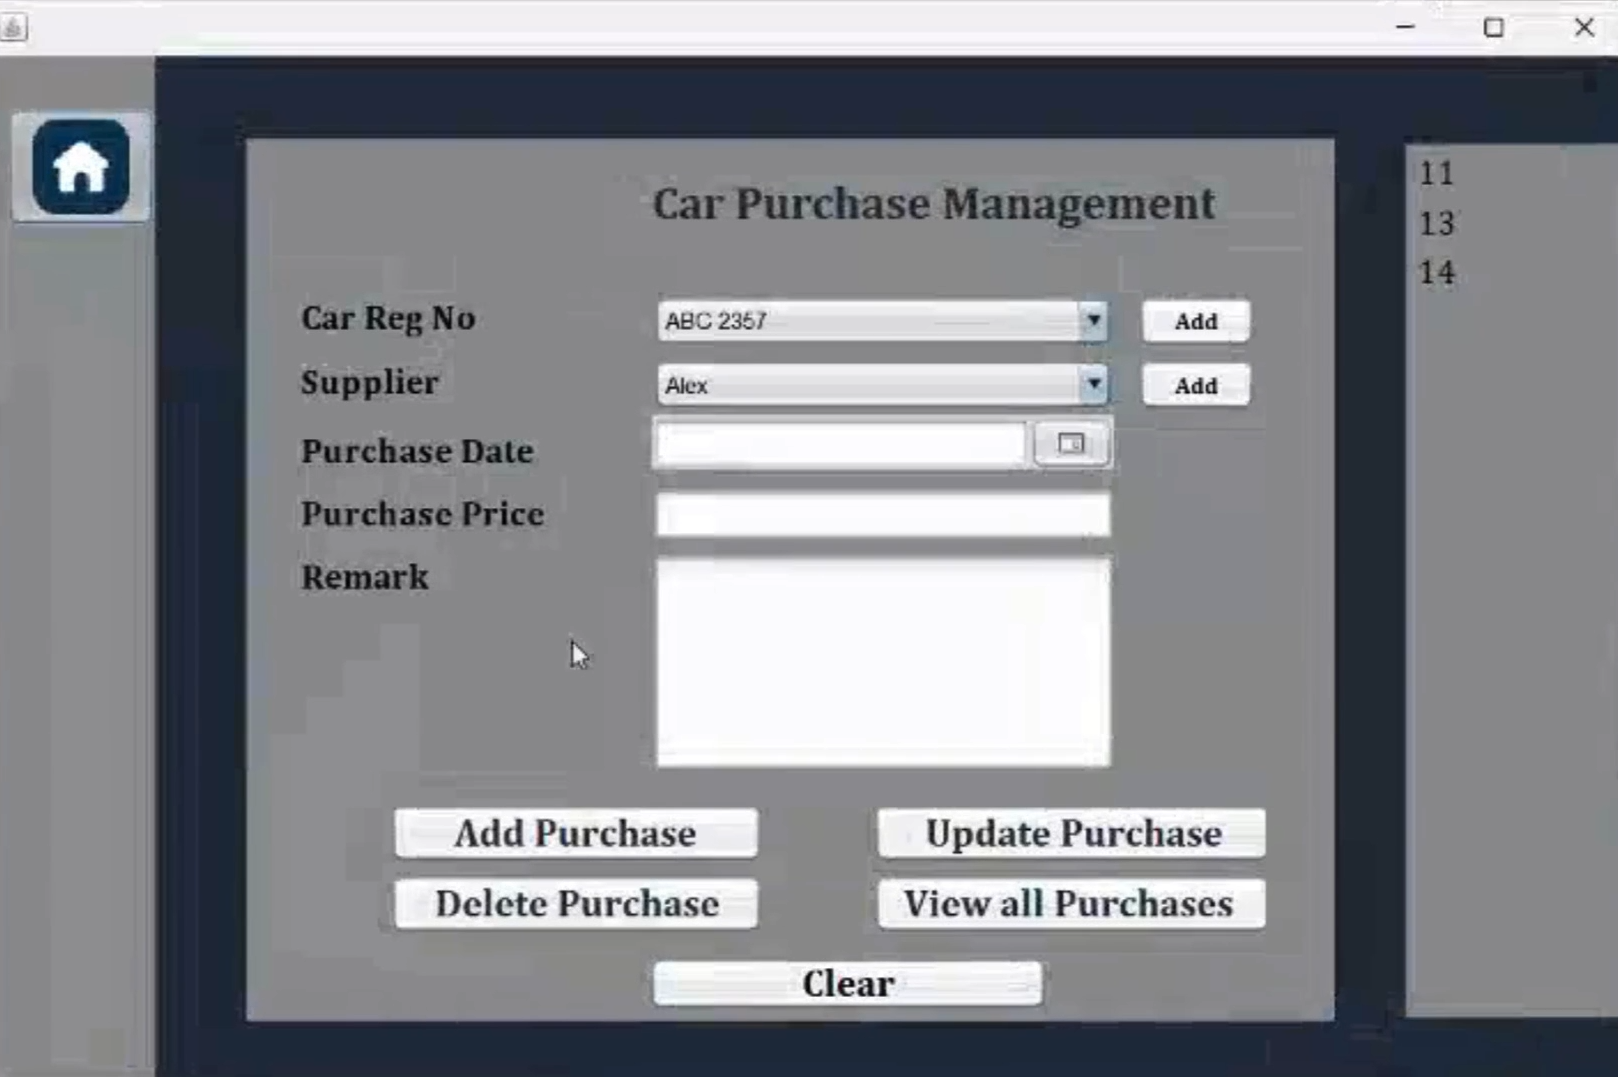 Car Purchase Management
Car Reg No
ABC 2357
Add
Supplier
Alex
Add
Purchase Date
Purchase Price
Remark
Add Purchase
Update Purchase
Delete Purchase
View all Purchases
Clear
11
13
14